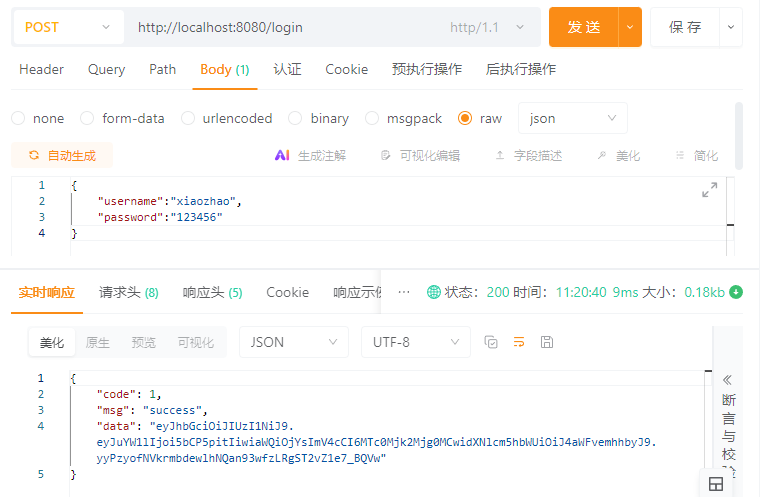 POST http://localhost:8080/login http/1.1 发 送 保 存
Header Query Path Body (1) 认证 Cookie 预执行操作 后执行操作
none form-data urlencoded binary msgpack raw json
自动生成 AI 生成注解 可视化编辑 字段描述 美化 简化
1 {
2 "username":"xiaozhao",
3 "password":"123456"
4 }
实时响应 请求头 (8) 响应头 (5) Cookie 响应示例 ... 状态: 200 时间: 11:20:40 9ms 大小: 0.18kb
美化 原生 预览 可视化 JSON UTF-8
1 {
2 "code": 1,
3 "msg": "success",
4 "data": "eyJhbGciOiJIUzI1NiJ9.
eyJuYW1lIjoi5bCP5pitIiwiaWQiOjYsImV4cCI6MTc0Mjk2Mjg0MCwidXNlcm5hbWUiOiJ4aWFvemhhbyJ9.
yyPzyofNVkrmbdewlhNQan93wfzLRgST2vZ1e7_BQVw"
5 }
断言与校验